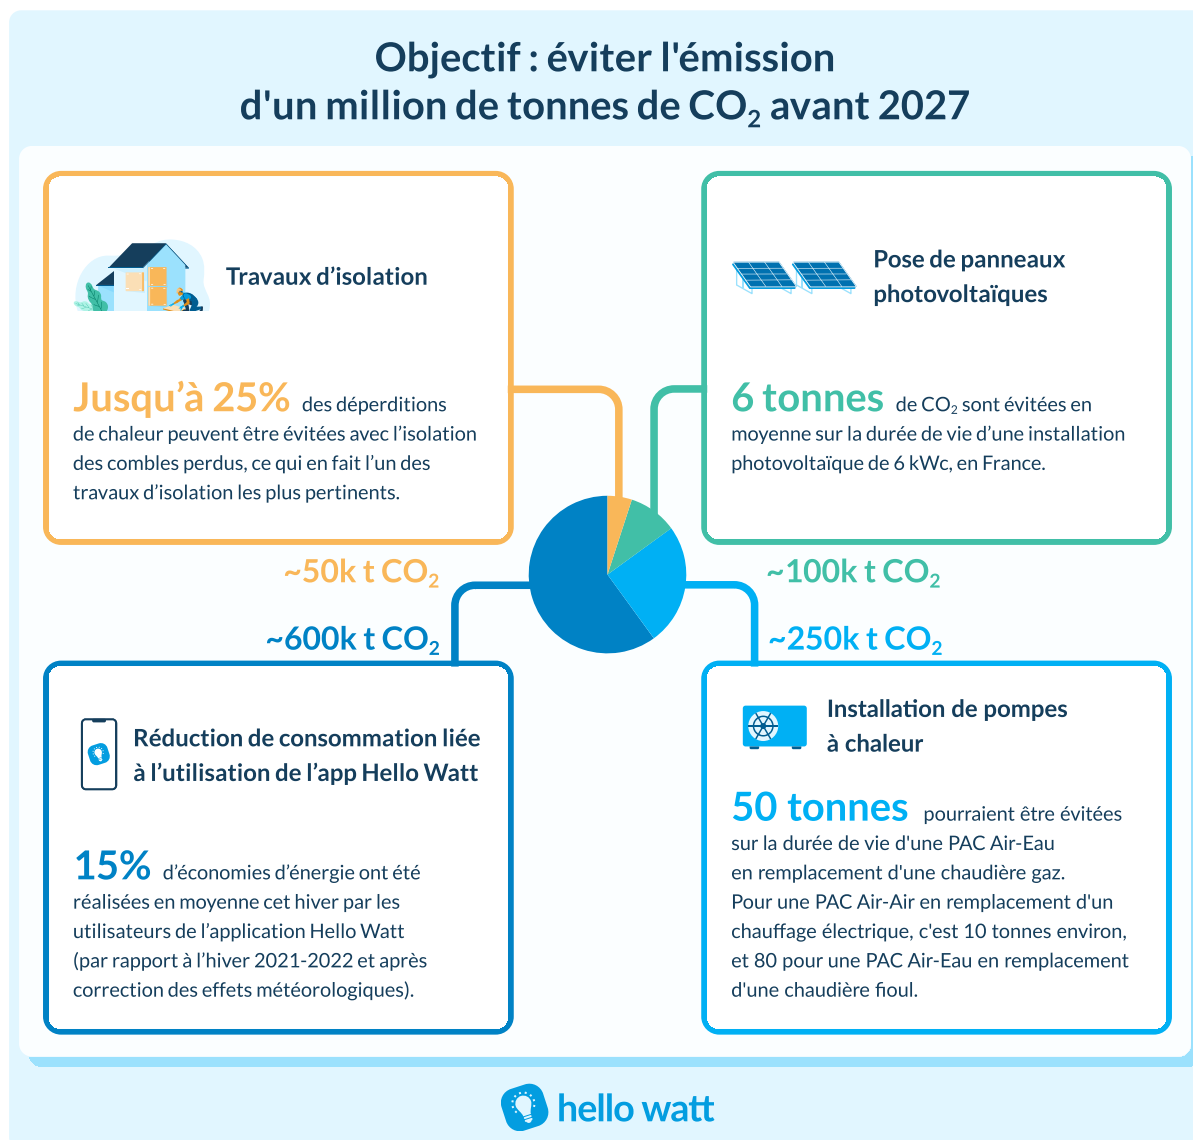 Objectif : éviter l'émission
d'un million de tonnes de CO₂ avant 2027
Travaux d’isolation
Jusqu’à 25% des déperditions
de chaleur peuvent être évitées avec l’isolation
des combles perdus, ce qui en fait l’un des
travaux d’isolation les plus pertinents.
~50k t CO₂
Pose de panneaux
photovoltaïques
6 tonnes de CO₂ sont évitées en
moyenne sur la durée de vie d’une installation
photovoltaïque de 6 kWc, en France.
~100k t CO₂
~600k t CO₂
Réduction de consommation liée
à l’utilisation de l’app Hello Watt
15% d’économies d’énergie ont été
réalisées en moyenne cet hiver par les
utilisateurs de l’application Hello Watt
(par rapport à l’hiver 2021-2022 et après
correction des effets météorologiques).
~250k t CO₂
Installation de pompes
à chaleur
50 tonnes pourraient être évitées
sur la durée de vie d'une PAC Air-Eau
en remplacement d'une chaudière gaz.
Pour une PAC Air-Air en remplacement d'un
chauffage électrique, c'est 10 tonnes environ,
et 80 pour une PAC Air-Eau en remplacement
d'une chaudière fioul.
hello watt